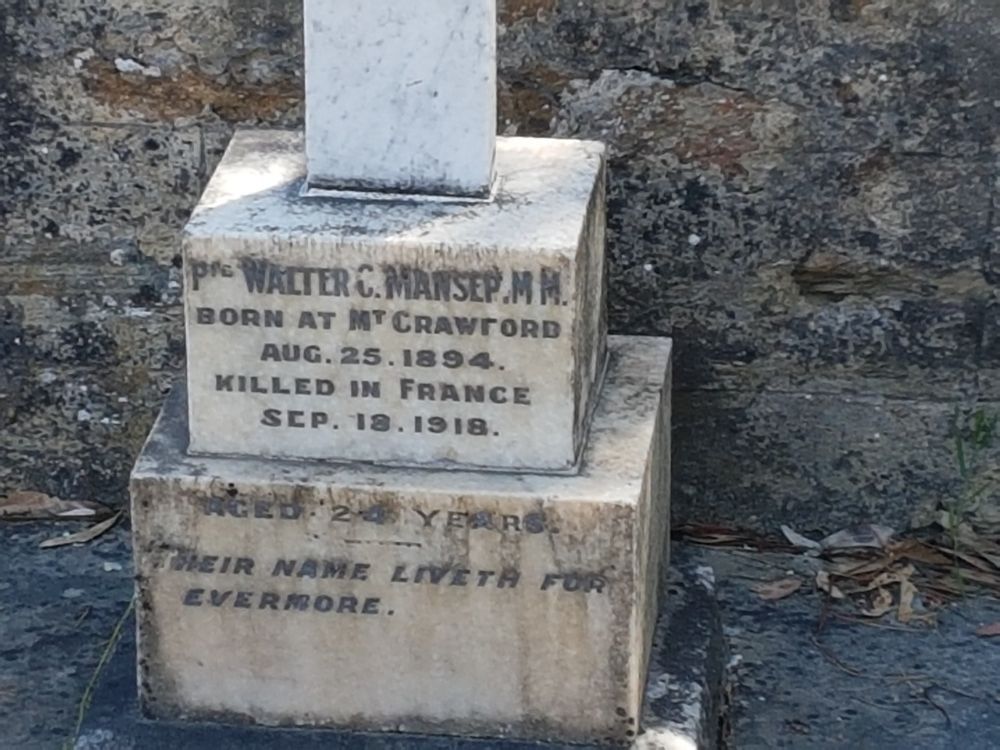 Pte WALTER C. MANSER, M M.
BORN AT MT CRAWFORD
AUG. 25. 1894.
KILLED IN FRANCE
SEP. 18. 1918.
AGED 24 YEARS.
THEIR NAME LIVETH FOR
EVERMORE.